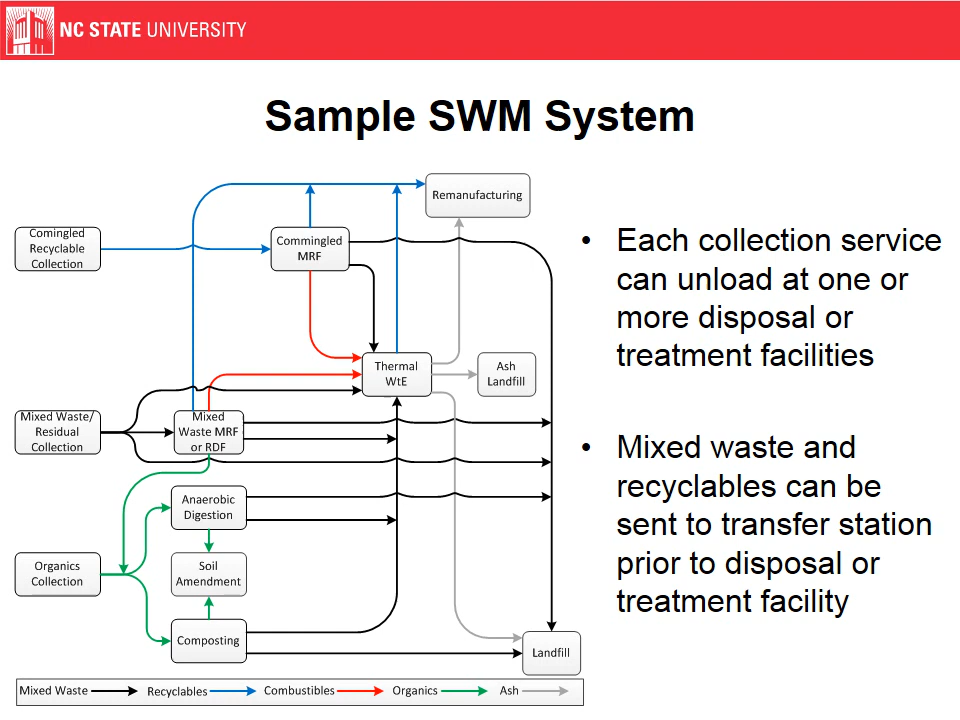 NC STATE UNIVERSITY
Sample SWM System
Remanufacturing
Comingled
Recyclable
Collection
Commingled
MRF
Thermal
WtE
Ash
Landfill
Mixed Waste/
Residual
Collection
Mixed
Waste MRF
or RDF
Anaerobic
Digestion
Organics
Collection
Soil
Amendment
Composting
Landfill
Mixed Waste
Recyclables
Combustibles
Organics
Ash
• Each collection service
can unload at one or
more disposal or
treatment facilities
• Mixed waste and
recyclables can be
sent to transfer station
prior to disposal or
treatment facility